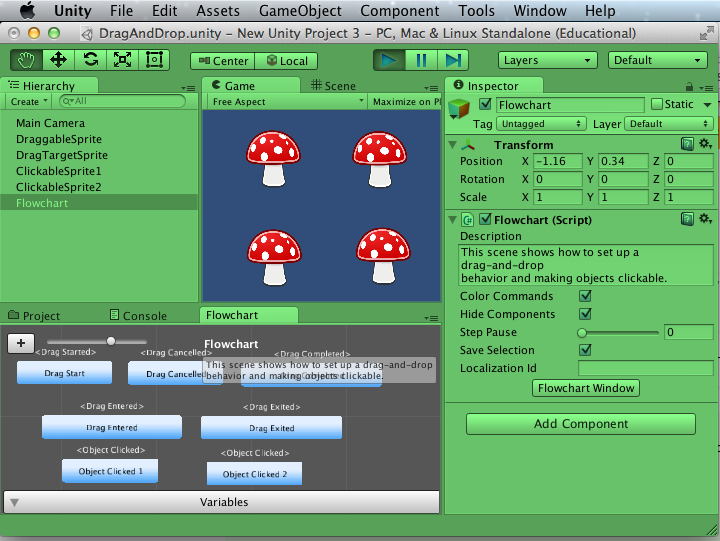 Unity File Edit Assets GameObject Component Tools Window Help
DragAndDrop.unity - New Unity Project 3 - PC, Mac & Linux Standalone (Educational)
Center Local Layers Default
Hierarchy
Create All
Main Camera
DraggableSprite
DragTargetSprite
ClickableSprite1
ClickableSprite2
Flowchart
Game Scene
Free Aspect Maximize on Pl
Inspector
Flowchart Static
Tag Untagged Layer Default
Transform
Position X -1.16 Y 0.34 Z 0
Rotation X 0 Y 0 Z 0
Scale X 1 Y 1 Z 1
Flowchart (Script)
Description
This scene shows how to set up a
drag-and-drop
behavior and making objects clickable.
Color Commands
Hide Components
Step Pause 0
Save Selection
Localization Id
Flowchart Window
Add Component
Project Console Flowchart
+
Flowchart
This scene shows how to set up a drag-and-drop
behavior and making objects clickable.
<Drag Started> <Drag Cancelled> <Drag Completed>
Drag Start Drag Cancelled
<Drag Entered> <Drag Exited>
Drag Entered Drag Exited
<Object Clicked> <Object Clicked>
Object Clicked 1 Object Clicked 2
Variables